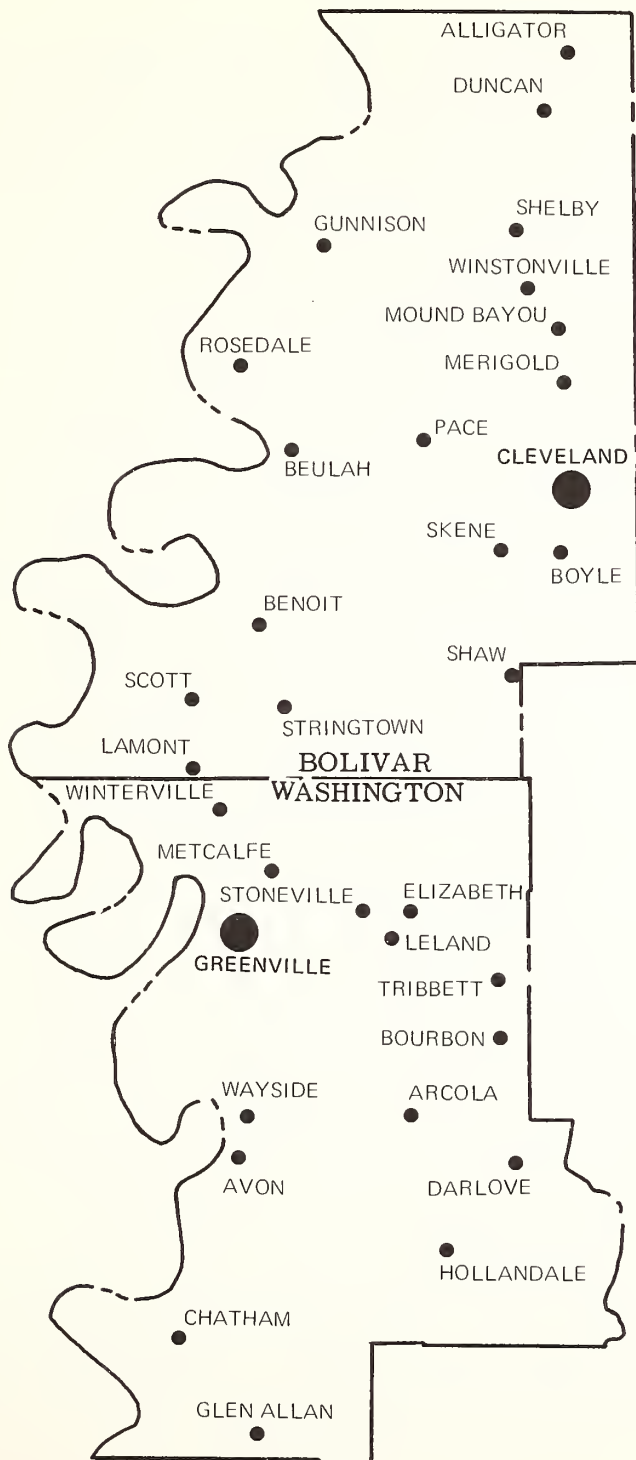 ALLIGATOR
DUNCAN
SHELBY
GUNNISON
WINSTONVILLE
MOUND BAYOU
ROSEDALE
MERIGOLD
PACE
CLEVELAND
BEULAH
SKENE
BOYLE
BENOIT
SHAW
SCOTT
STRINGTOWN
LAMONT
BOLIVAR
WASHINGTON
WINTERVILLE
METCALFE
STONEVILLE
ELIZABETH
LELAND
GREENVILLE
TRIBBETT
BOURBON
WAYSIDE
ARCOLA
AVON
DARLOVE
HOLLANDALE
CHATHAM
GLEN ALLAN